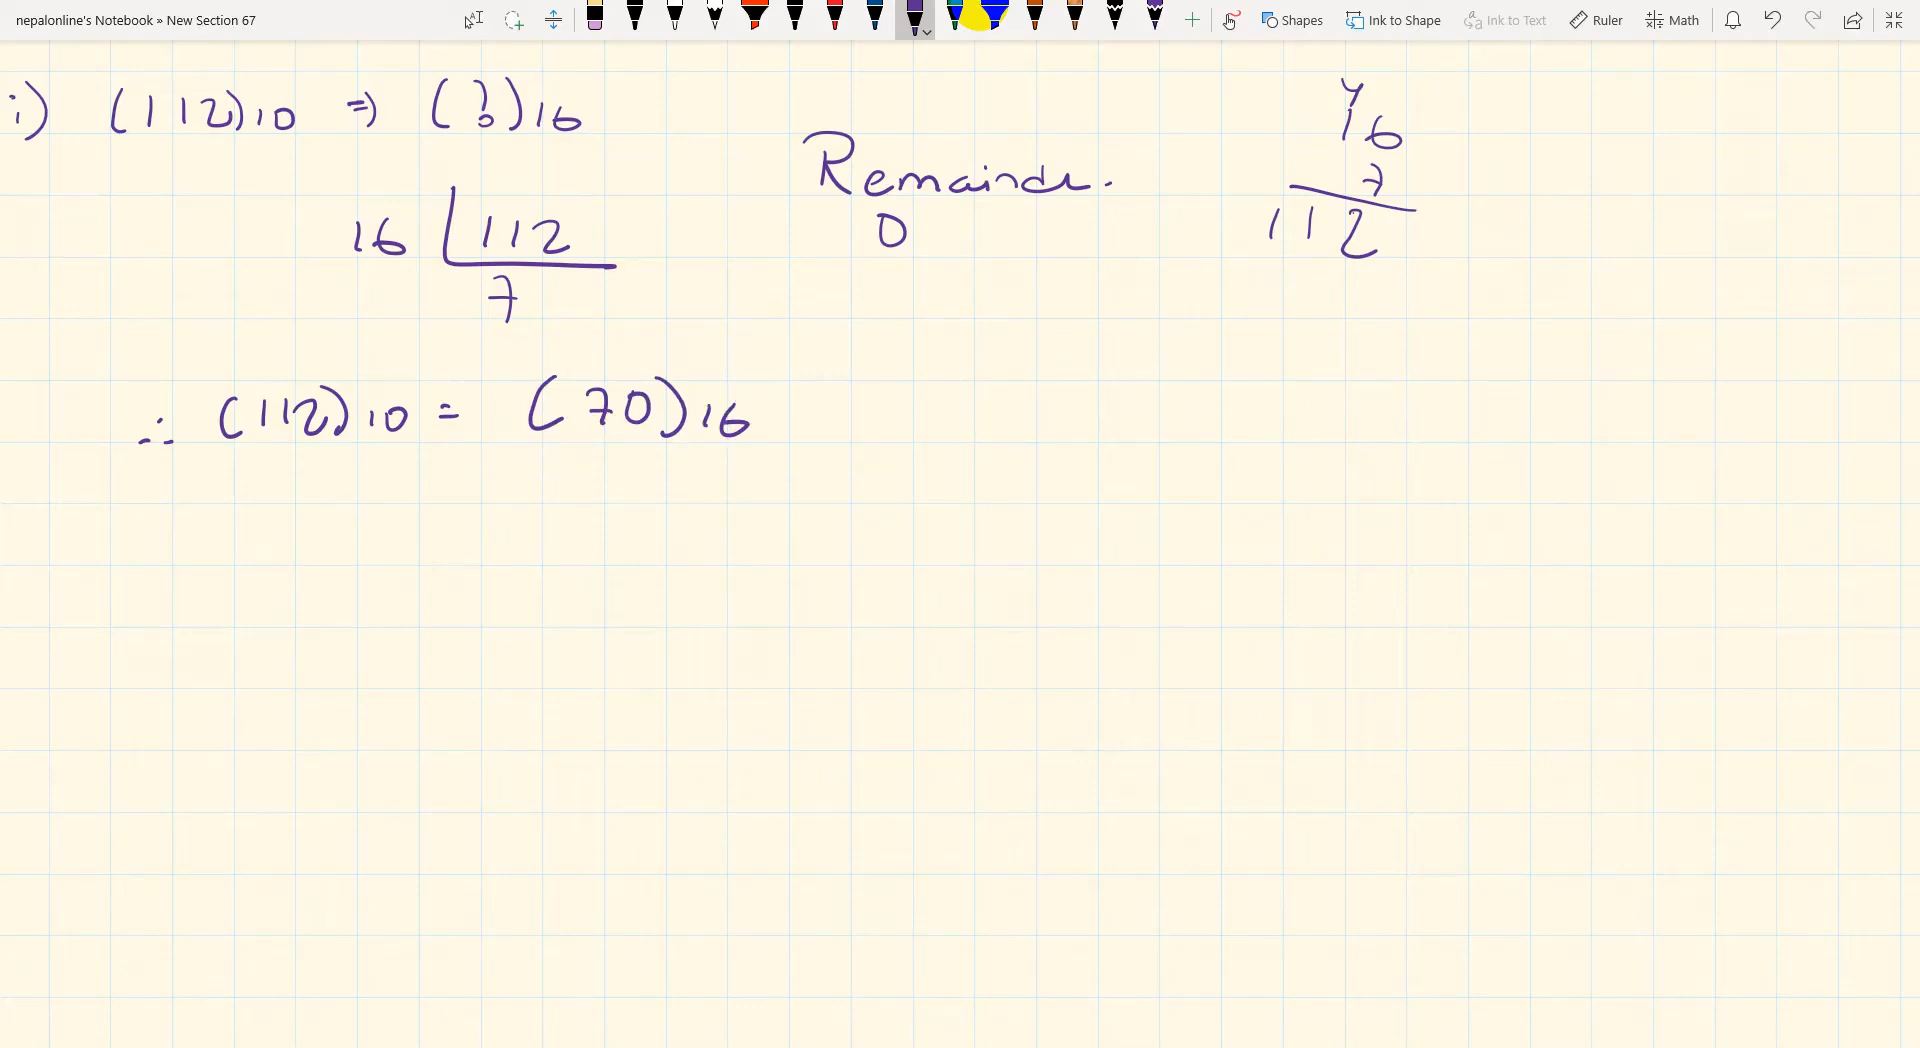 nepalonline's Notebook » New Section 67
Shapes
Ink to Shape
Ink to Text
Ruler
Math
i) (112)10 => (?)16
Remainder.
16 112 0
7
4
16
7
112
∴ (112)10 = (70)16